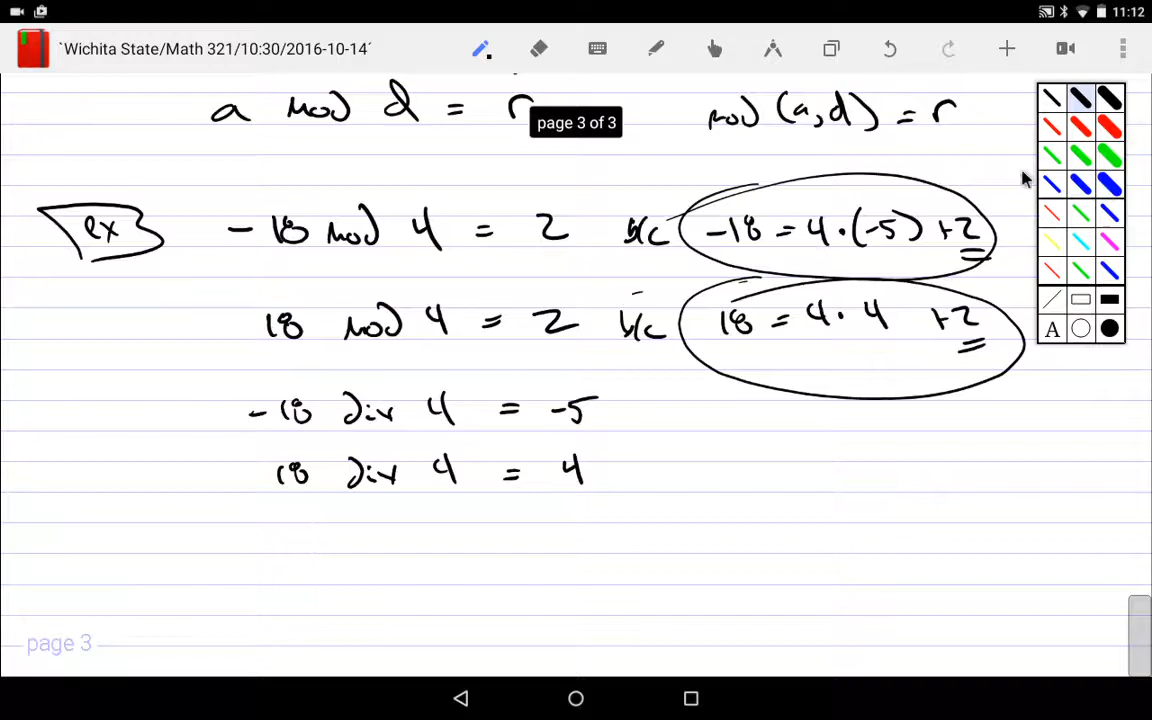 11:12
`Wichita State/Math 321/10:30/2016-10-14´
a mod d = r mod (a,d) = r
page 3 of 3
ex -18 mod 4 = 2 b/c -18 = 4·(-5) +2
18 mod 4 = 2 b/c 18 = 4·4 +2
-18 div 4 = -5
18 div 4 = 4
A
page 3